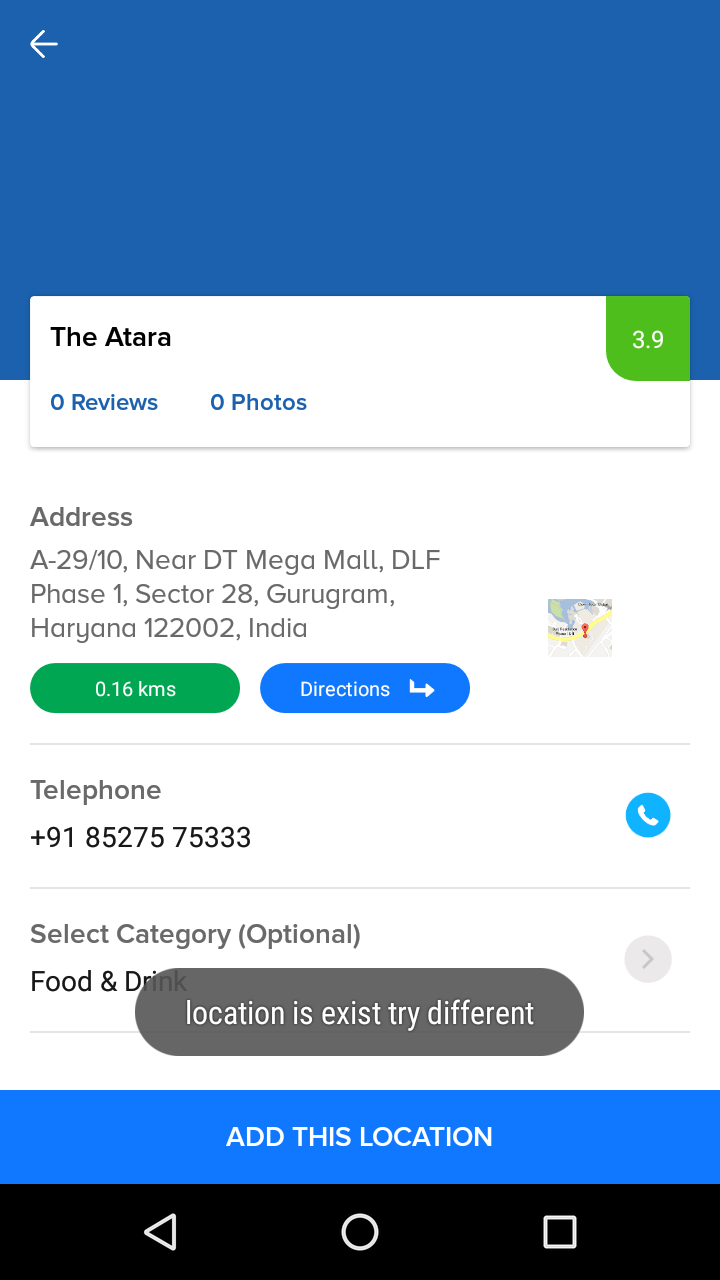 The Atara
3.9
0 Reviews 0 Photos
Address
A-29/10, Near DT Mega Mall, DLF
Phase 1, Sector 28, Gurugram,
Haryana 122002, India
0.16 kms Directions
Telephone
+91 85275 75333
Select Category (Optional)
Food & Drink
location is exist try different
ADD THIS LOCATION